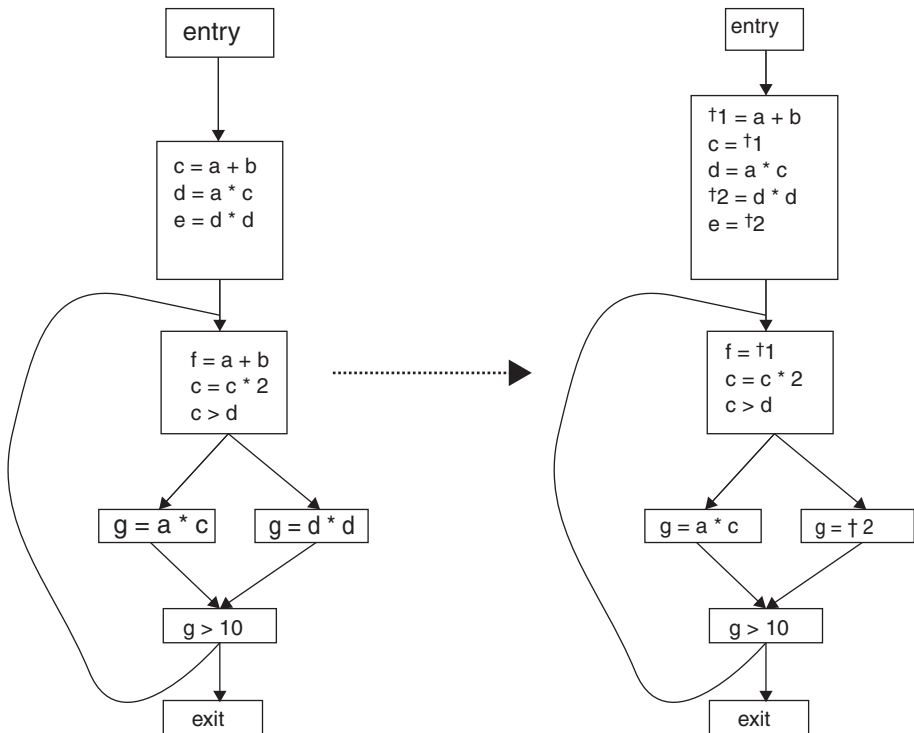 entry
c = a + b
d = a * c
e = d * d
f = a + b
c = c * 2
c > d
g = a * c
g = d * d
g > 10
exit
entry
†1 = a + b
c = †1
d = a * c
†2 = d * d
e = †2
f = †1
c = c * 2
c > d
g = a * c
g = † 2
g > 10
exit